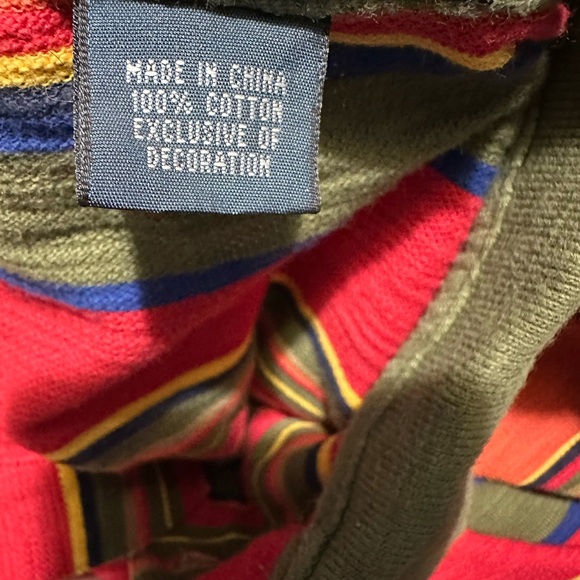 MADE IN CHINA
100% COTTON
EXCLUSIVE OF
DECORATION